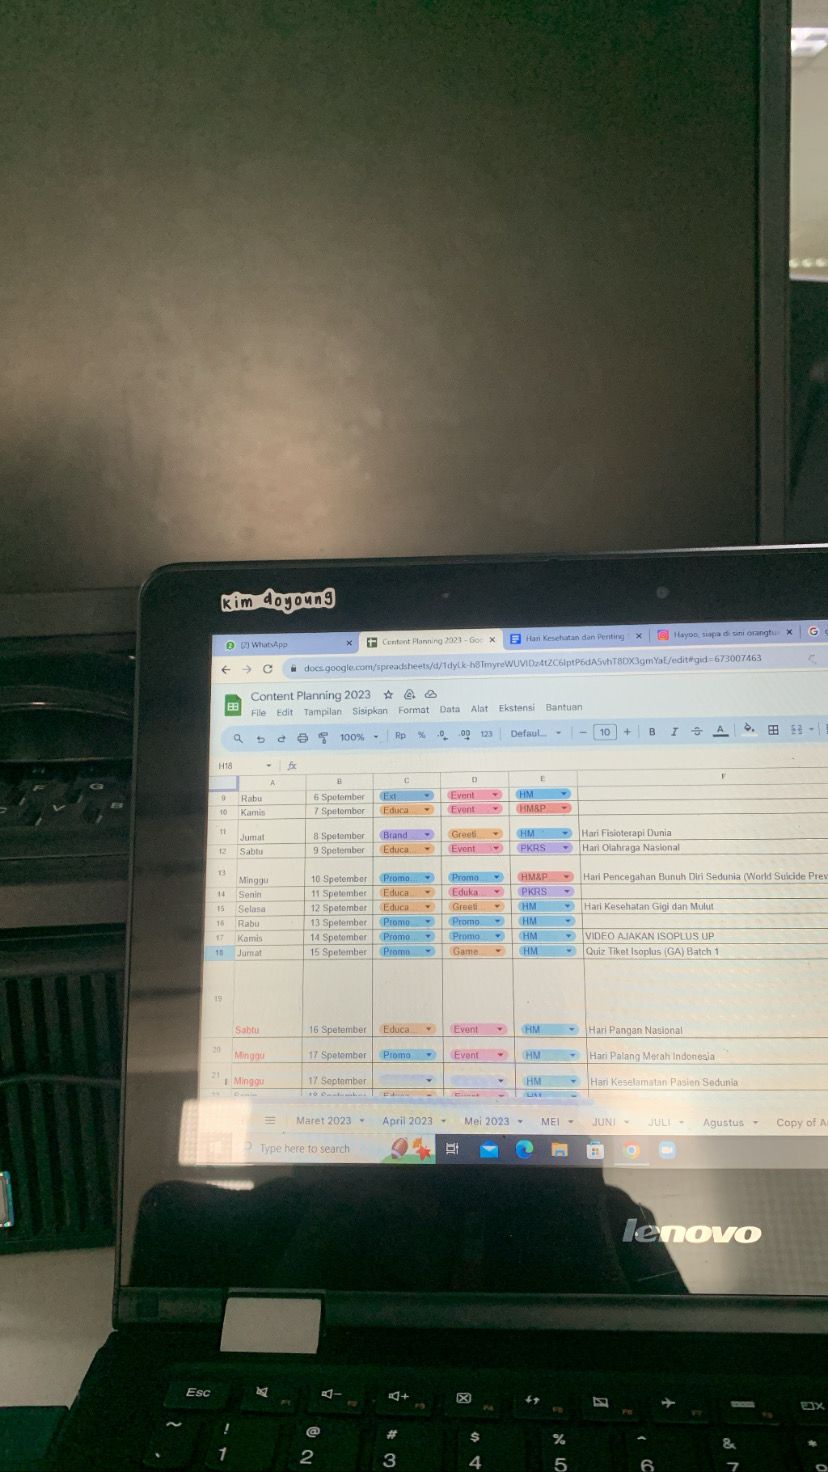 kim doyoung
(7) WhatsApp
Content Planning 2023 - Goo
Hari Kesehatan dan Penting
Hayoo, siapa di sini orangtu
docs.google.com/spreadsheets/d/
/edit#gid=673007463
Content Planning 2023
File Edit Tampilan Sisipkan Format Data Alat Ekstensi Bantuan
100% Rp % .0 .00 123 Defaul... - 10 + B I S A
H18 fx
A B C D E F
9 Rabu 6 Spetember Ext Event HM
10 Kamis 7 Spetember Educa... Event HM&P...
11 Jumat 8 Spetember Brand... Greeti... HM Hari Fisioterapi Dunia
12 Sabtu 9 Spetember Educa... Event PKRS Hari Olahraga Nasional
13 Minggu 10 Spetember Promo... Promo... HM&P... Hari Pencegahan Bunuh Diri Sedunia (World Suicide Prev
14 Senin 11 Spetember Educa... Eduka... PKRS
15 Selasa 12 Spetember Educa... Greeti... HM Hari Kesehatan Gigi dan Mulut
16 Rabu 13 Spetember Promo... Promo... HM
17 Kamis 14 Spetember Promo... Promo... HM VIDEO AJAKAN ISOPLUS UP
18 Jumat 15 Spetember Promo... Game... HM Quiz Tiket Isoplus (GA) Batch 1
19 Sabtu 16 Spetember Educa... Event HM Hari Pangan Nasional
20 Minggu 17 Spetember Promo... Event HM Hari Palang Merah Indonesia
21 Minggu 17 September HM Hari Keselamatan Pasien Sedunia
Maret 2023 April 2023 Mei 2023 MEI JUNI JULI Agustus Copy of A
Type here to search
lenovo
Esc F1 F2 F3 F4 F5 F6 F7
~ ! @ # $ % ^ & *
1 2 3 4 5 6 7
F G
V B